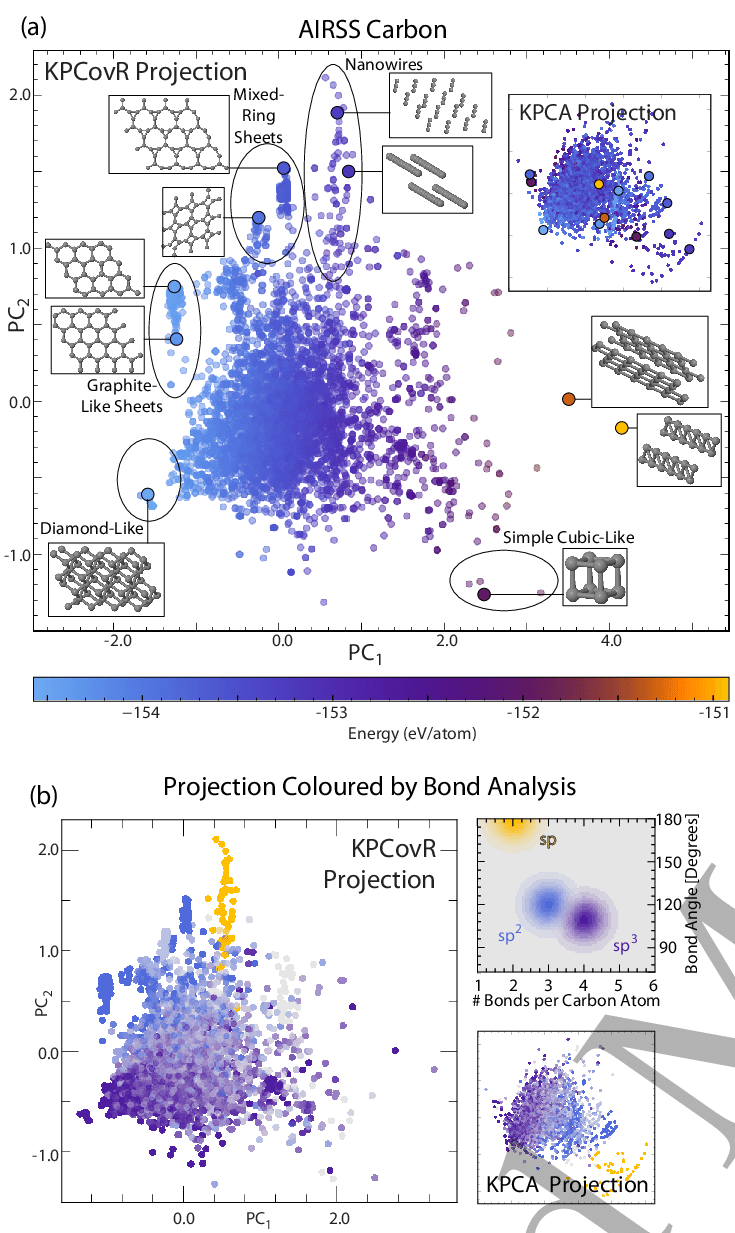 (a)
AIRSS Carbon
KPCovR Projection
Nanowires
Mixed-
Ring
Sheets
KPCA Projection
2.0
1.0
PC2
0.0
-1.0
Graphite-
Like Sheets
Diamond-Like
Simple Cubic-Like
-2.0 0.0 2.0 4.0
PC1
−154 -153 -152 -151
Energy (eV/atom)
Projection Coloured by Bond Analysis
(b)
KPCovR
Projection
2.0
1.0
PC2
0.0
-1.0
0.0 PC1 2.0
sp
sp2
sp3
180
150
120
90
Bond Angle [Degrees]
1 2 3 4 5 6
# Bonds per Carbon Atom
KPCA Projection